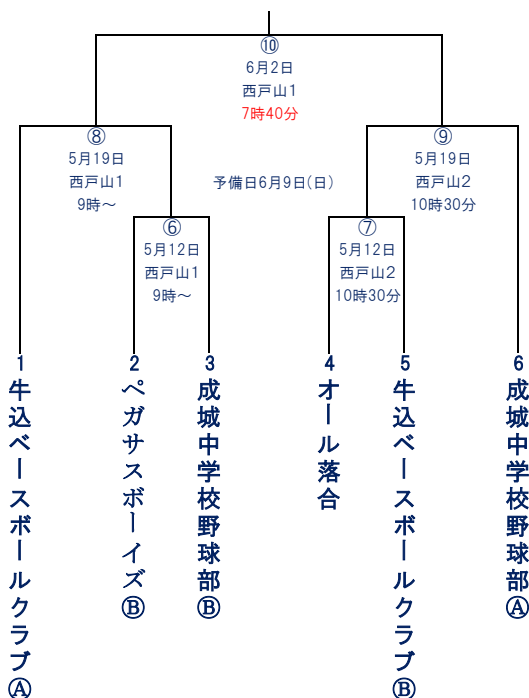 ⑩
6月2日
西戸山1
7時40分
⑧
5月19日
西戸山1
9時～
⑨
5月19日
西戸山2
10時30分
予備日6月9日(日)
⑥
5月12日
西戸山1
9時～
⑦
5月12日
西戸山2
10時30分
1
牛込ベースボールクラブⒶ
2
ペガサスボーイズⒷ
3
成城中学校野球部Ⓑ
4
オール落合
5
牛込ベースボールクラブⒷ
6
成城中学校野球部Ⓐ